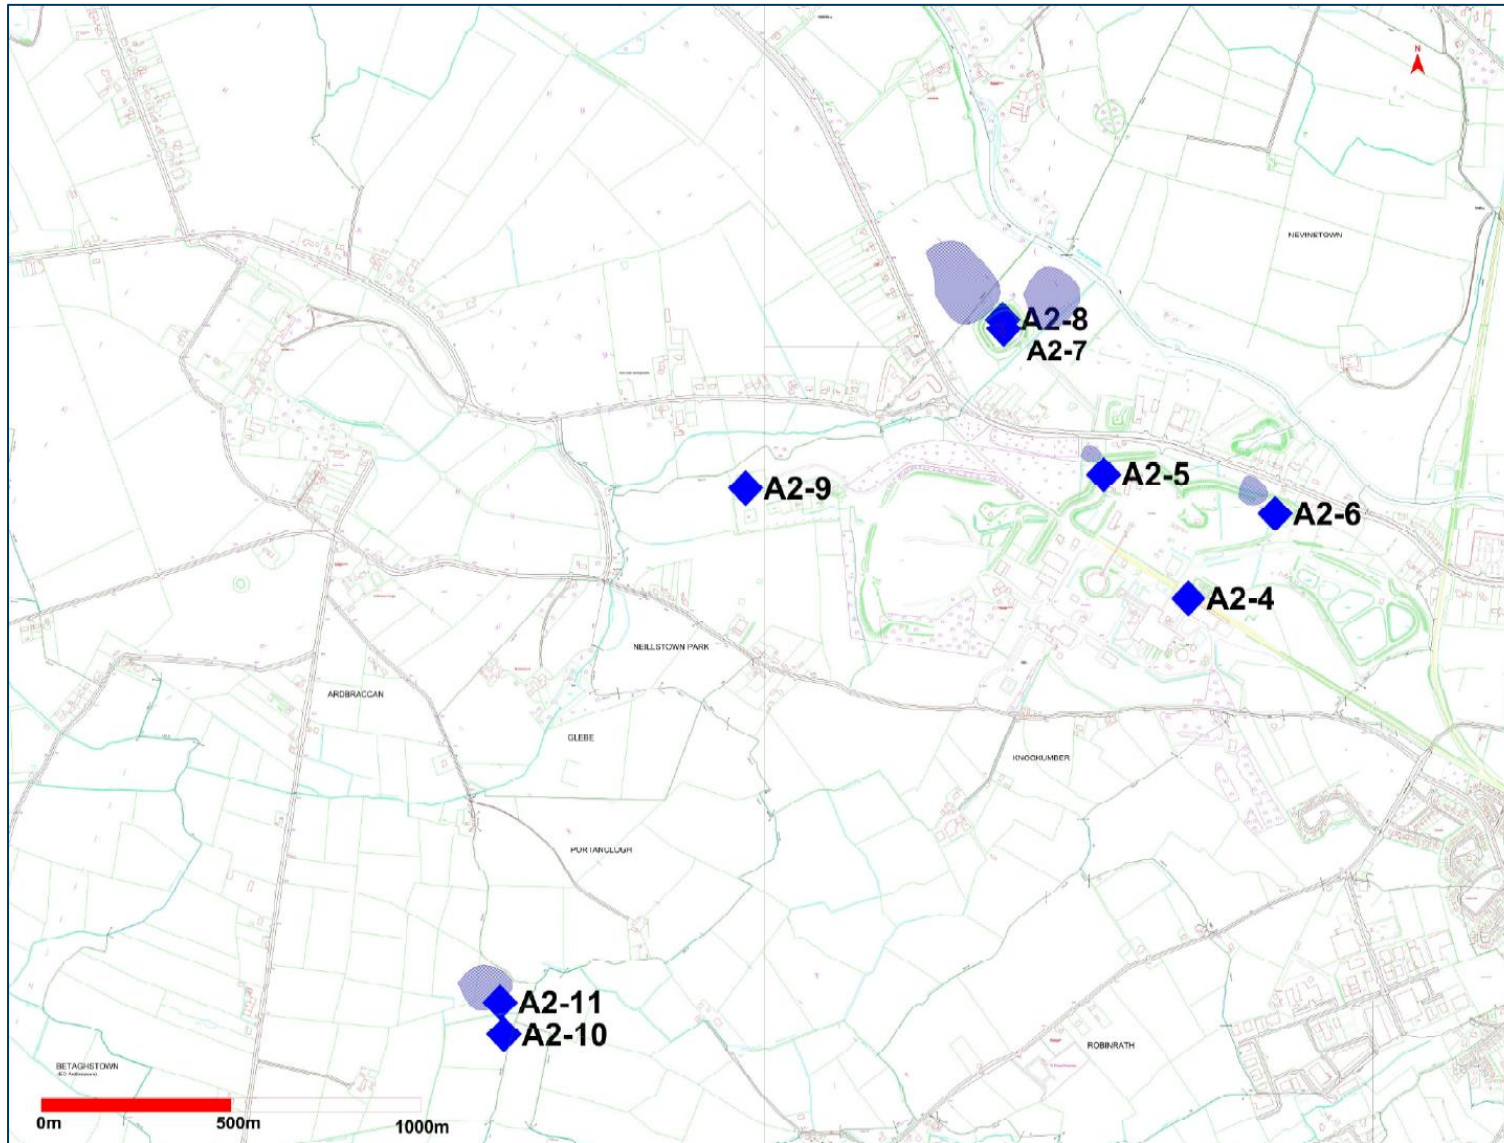 N
NEVINETOWN
A2-8
A2-7
A2-5
A2-9
A2-6
A2-4
NEILLSTOWN PARK
ARDBRACCAN
GLEBE
KNOCKUMBER
PORTANCLOGH
A2-11
A2-10
ROBINRATH
BETAGHSTOWN
0m
500m
1000m